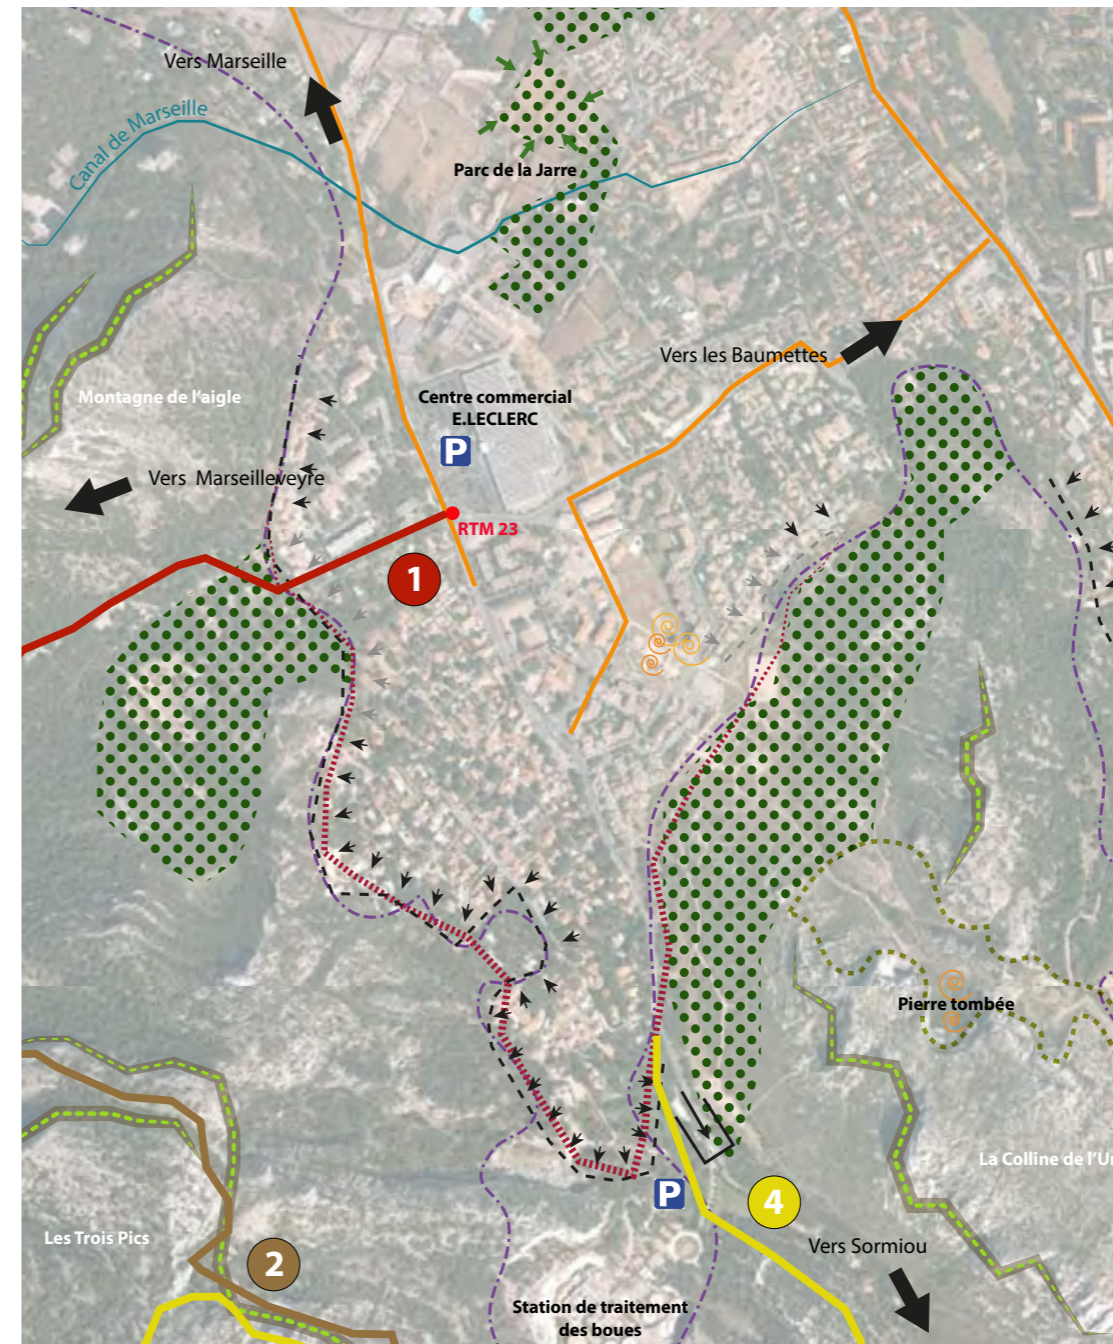 Vers Marseille
Canal de Marseille
Parc de la Jarre
Vers les Baumettes
Montagne de l'aigle
Centre commercial
E.LECLERC
P
Vers Marseilleveyre
RTM 23
1
Pierre tombée
La Colline de l'U
P
4
Les Trois Pics
2
Vers Sormiou
Station de traitement
des boues